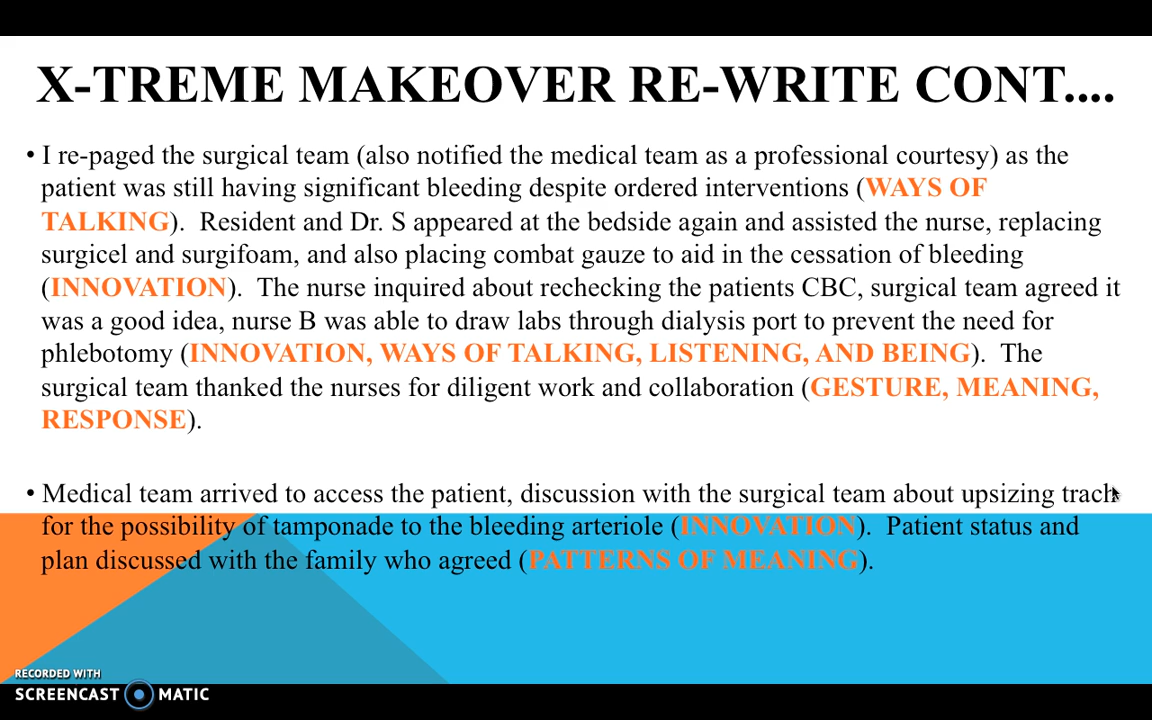 X-TREME MAKEOVER RE-WRITE CONT....
• I re-paged the surgical team (also notified the medical team as a professional courtesy) as the
patient was still having significant bleeding despite ordered interventions (WAYS OF
TALKING).  Resident and Dr. S appeared at the bedside again and assisted the nurse, replacing
surgicel and surgifoam, and also placing combat gauze to aid in the cessation of bleeding
(INNOVATION).  The nurse inquired about rechecking the patients CBC, surgical team agreed it
was a good idea, nurse B was able to draw labs through dialysis port to prevent the need for
phlebotomy (INNOVATION, WAYS OF TALKING, LISTENING, AND BEING).  The
surgical team thanked the nurses for diligent work and collaboration (GESTURE, MEANING,
RESPONSE).
• Medical team arrived to access the patient, discussion with the surgical team about upsizing trach
for the possibility of tamponade to the bleeding arteriole (INNOVATION).  Patient status and
plan discussed with the family who agreed (PATTERNS OF MEANING).
RECORDED WITH
SCREENCAST MATIC